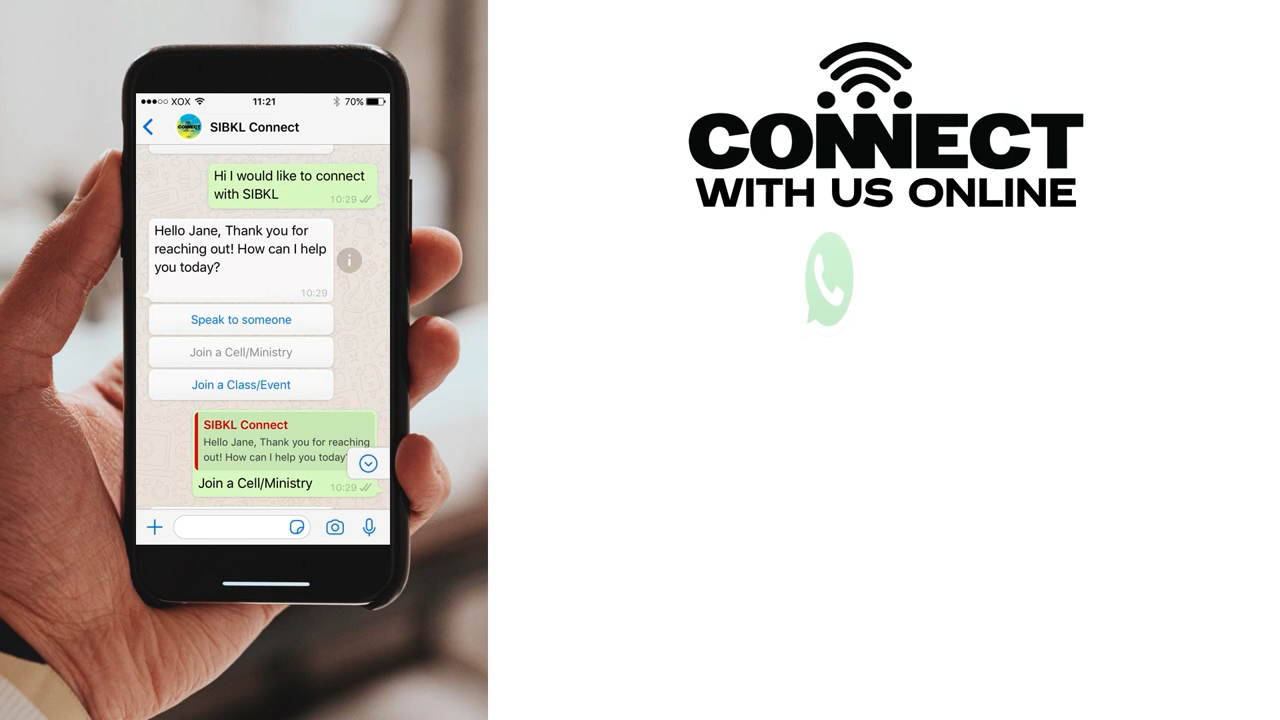 XOX
11:21
70%
SIBKL Connect
Hi I would like to connect
with SIBKL
10:29
Hello Jane, Thank you for
reaching out! How can I help
you today?
10:29
Speak to someone
Join a Cell/Ministry
Join a Class/Event
SIBKL Connect
Hello Jane, Thank you for reaching
out! How can I help you today?
Join a Cell/Ministry
10:29
CONNECT
WITH US ONLINE